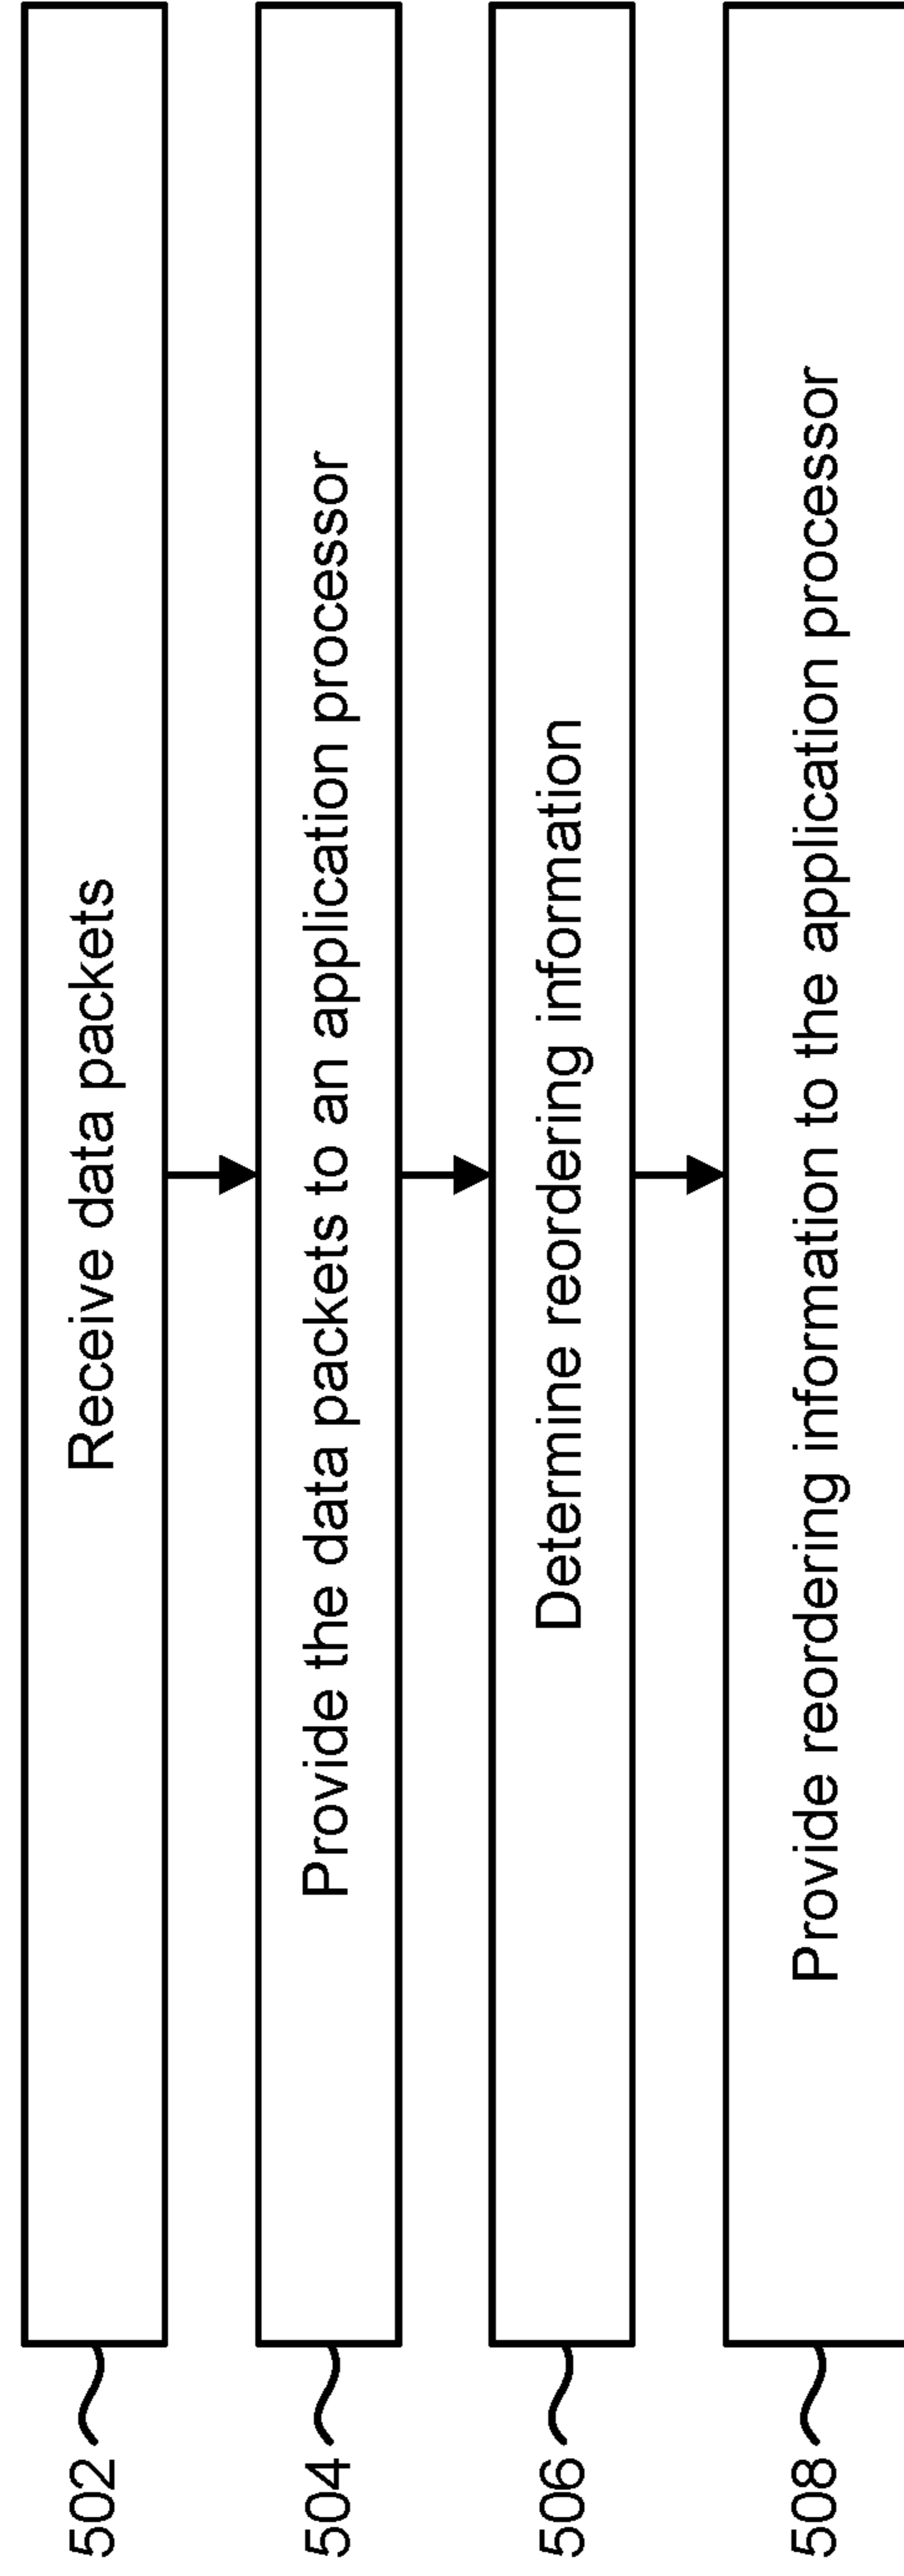 502 Receive data packets
504 Provide the data packets to an application processor
506 Determine reordering information
508 Provide reordering information to the application processor